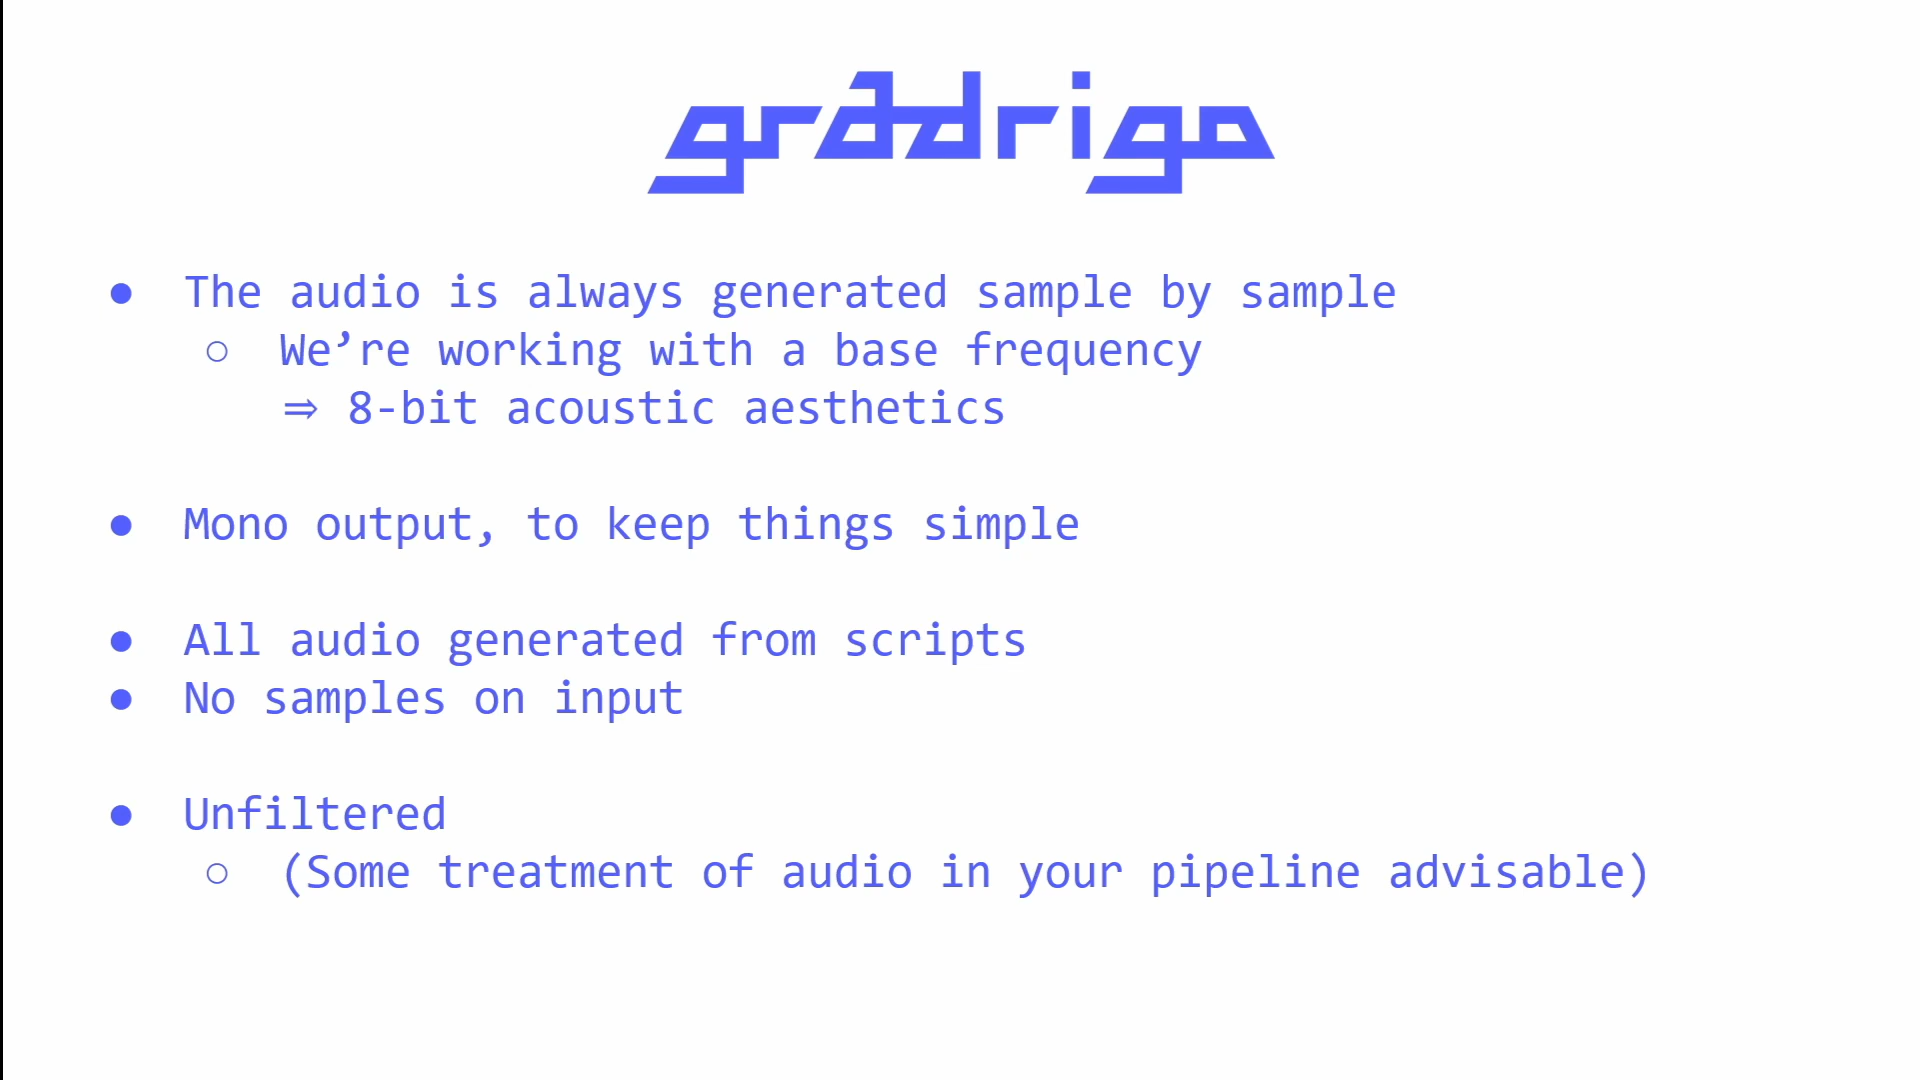 gradrigo
● The audio is always generated sample by sample
○ We’re working with a base frequency
⇒ 8-bit acoustic aesthetics
● Mono output, to keep things simple
● All audio generated from scripts
● No samples on input
● Unfiltered
○ (Some treatment of audio in your pipeline advisable)